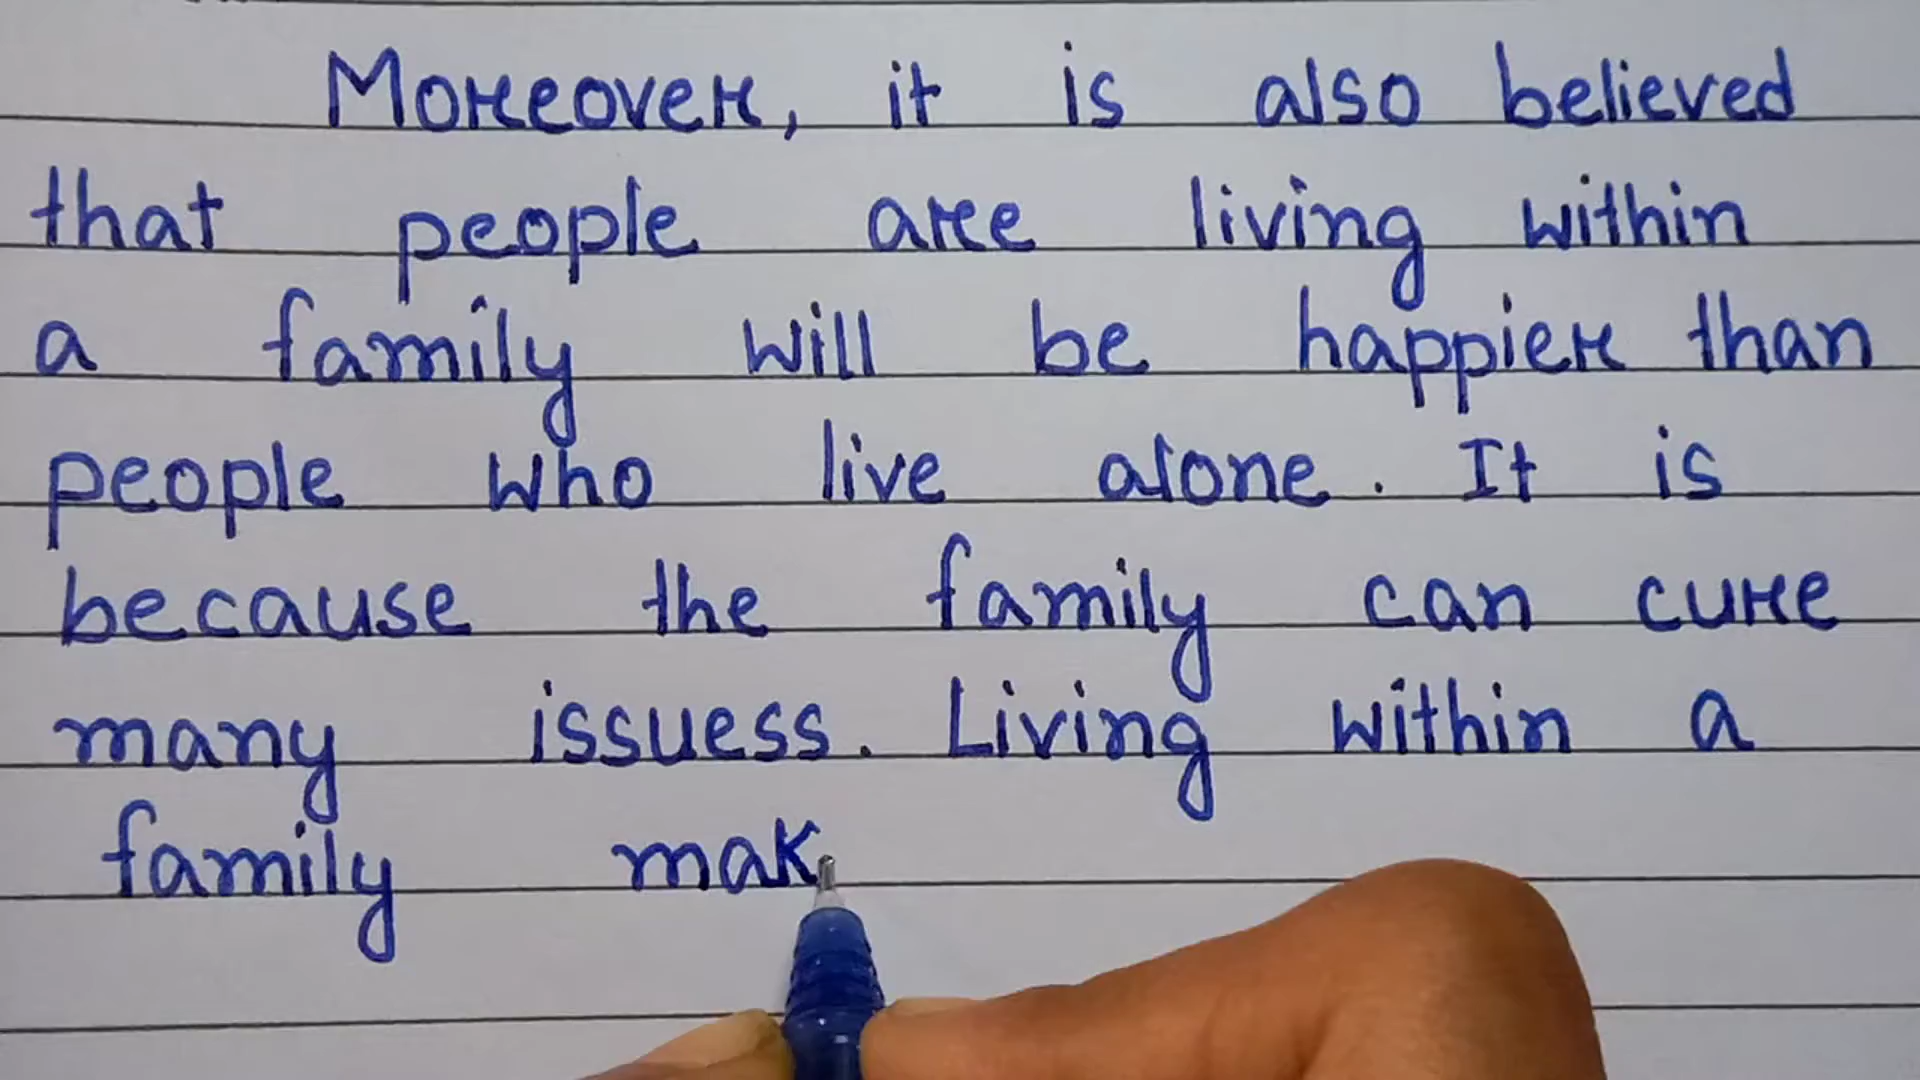 Moreover, it is also believed
that people are living within
a family will be happier than
people who live alone. It is
because the family can cure
many issuess. Living within a
family mak